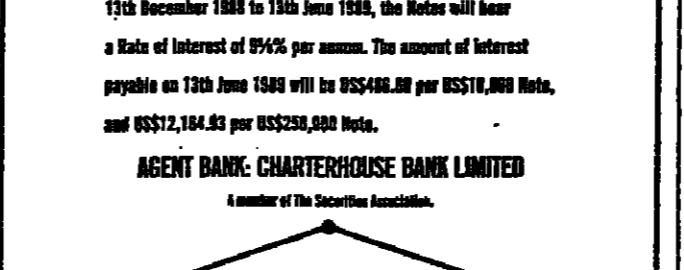 13th December 1988 to 13th June 1989, the Notes will bear
a Rate of Interest of 9⅝% per annum. The amount of interest
payable on 13th June 1989 will be US$486.60 per US$10,000 Note,
and US$12,164.93 per US$250,000 Note.
AGENT BANK: CHARTERHOUSE BANK LIMITED
A member of The Securities Association.